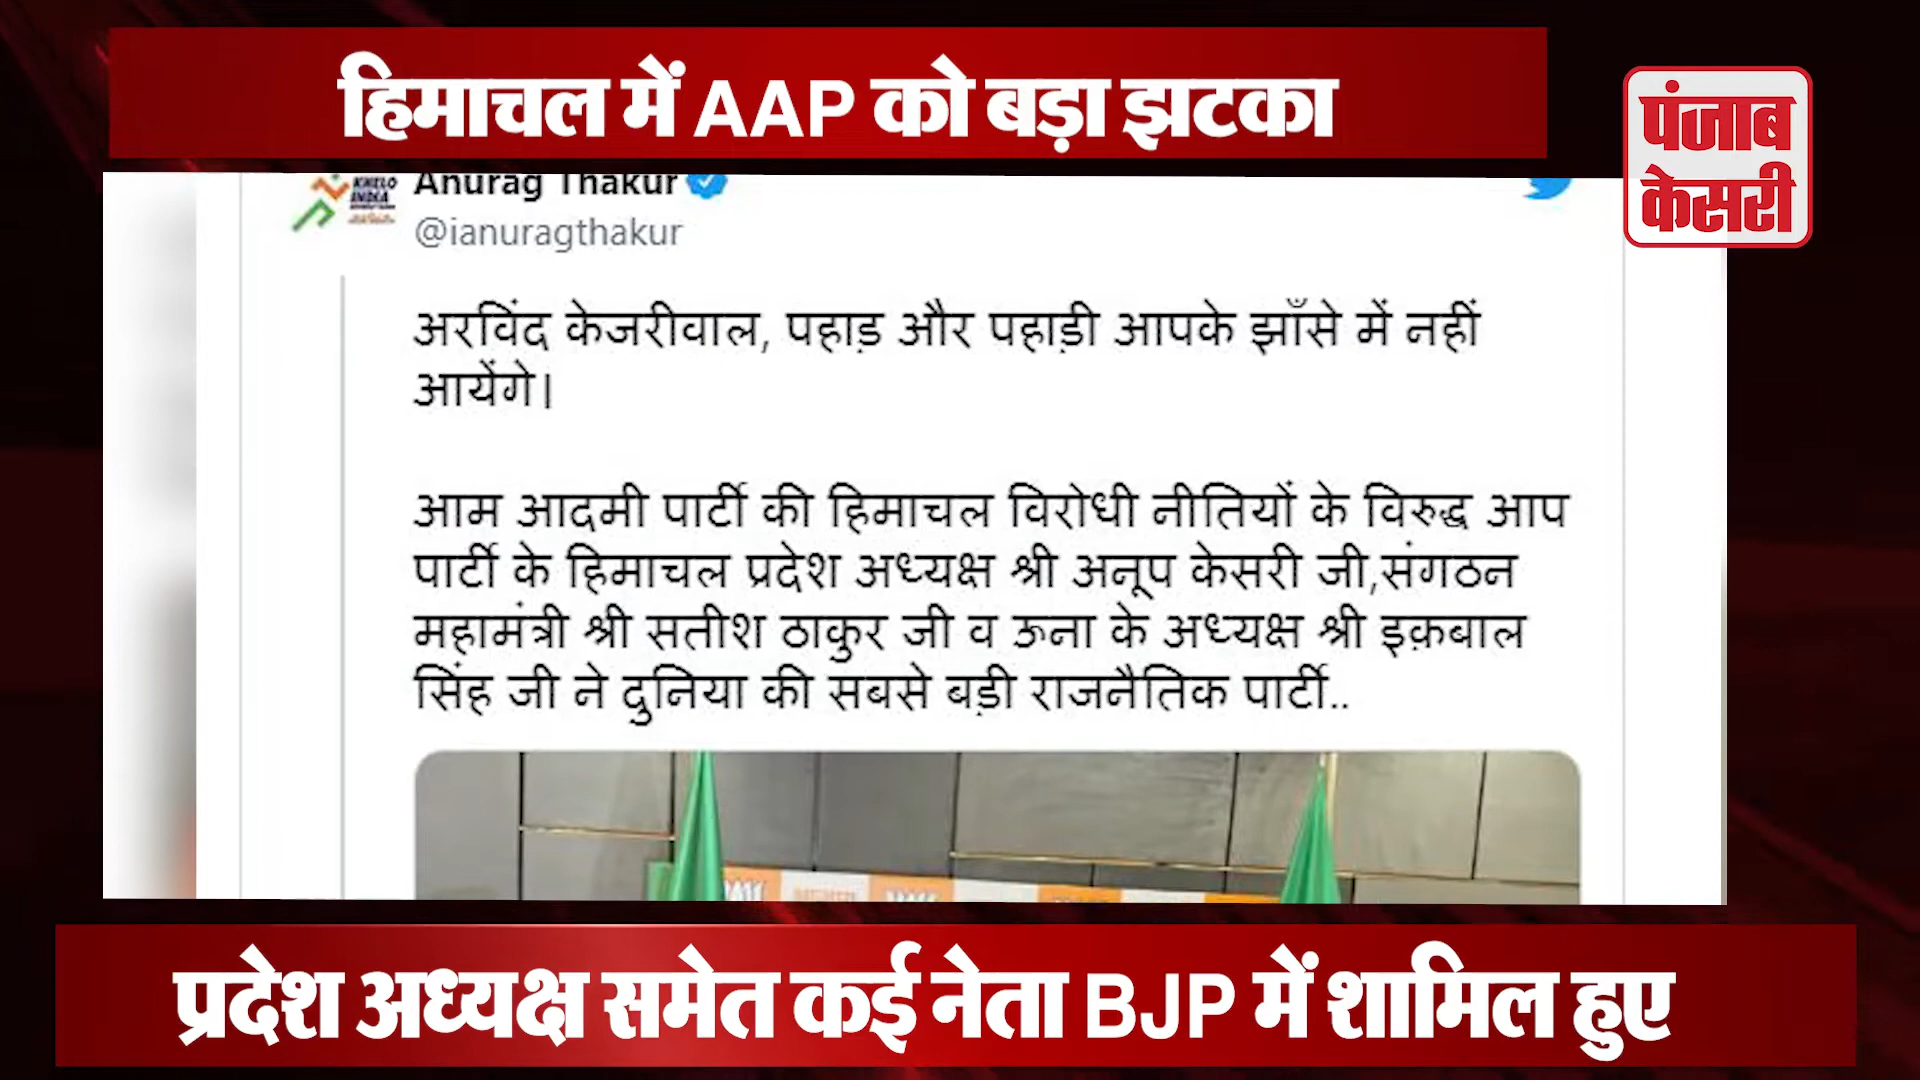 हिमाचल में AAP को बड़ा झटका
पंजाब
केसरी
KHELO
INDIA
Anurag Thakur
@ianuragthakur
अरविंद केजरीवाल, पहाड़ और पहाड़ी आपके झाँसे में नहीं
आयेंगे।
आम आदमी पार्टी की हिमाचल विरोधी नीतियों के विरुद्ध आप
पार्टी के हिमाचल प्रदेश अध्यक्ष श्री अनूप केसरी जी,संगठन
महामंत्री श्री सतीश ठाकुर जी व ऊना के अध्यक्ष श्री इक़बाल
सिंह जी ने दुनिया की सबसे बड़ी राजनैतिक पार्टी..
प्रदेश अध्यक्ष समेत कई नेता BJP में शामिल हुए